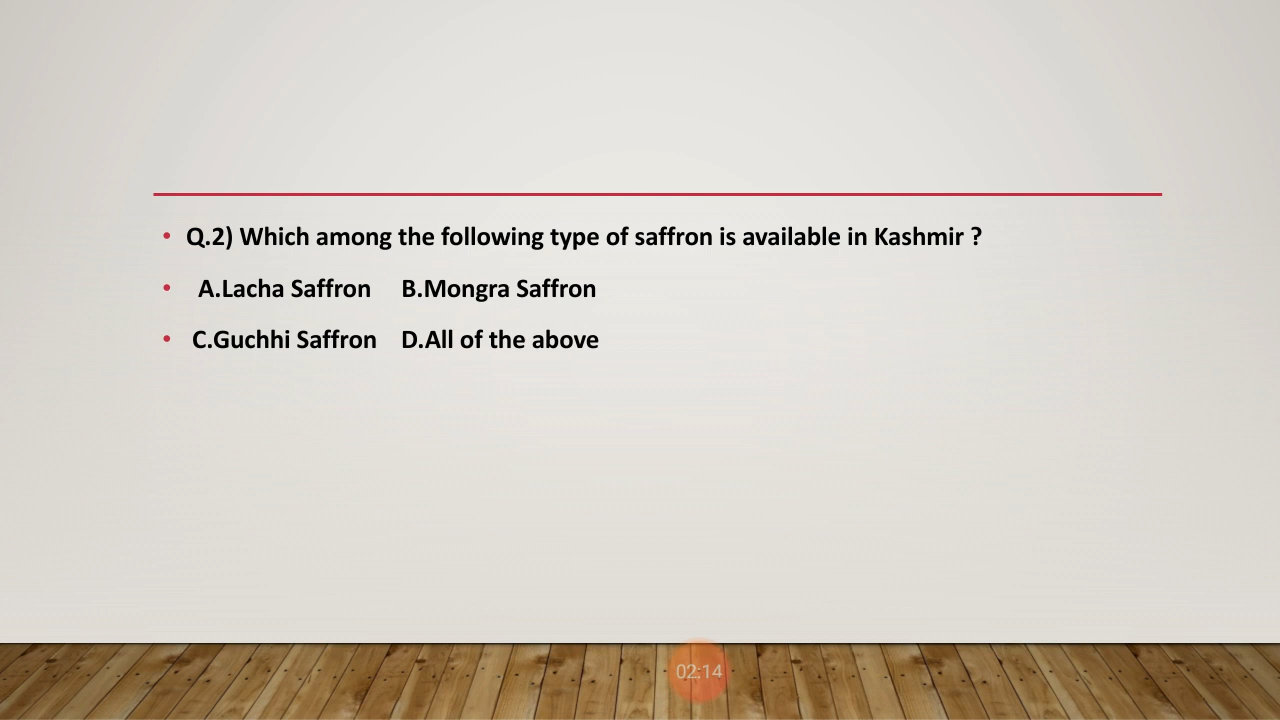 Q.2) Which among the following type of saffron is available in Kashmir ?
A.Lacha Saffron B.Mongra Saffron
C.Guchhi Saffron D.All of the above
02:14